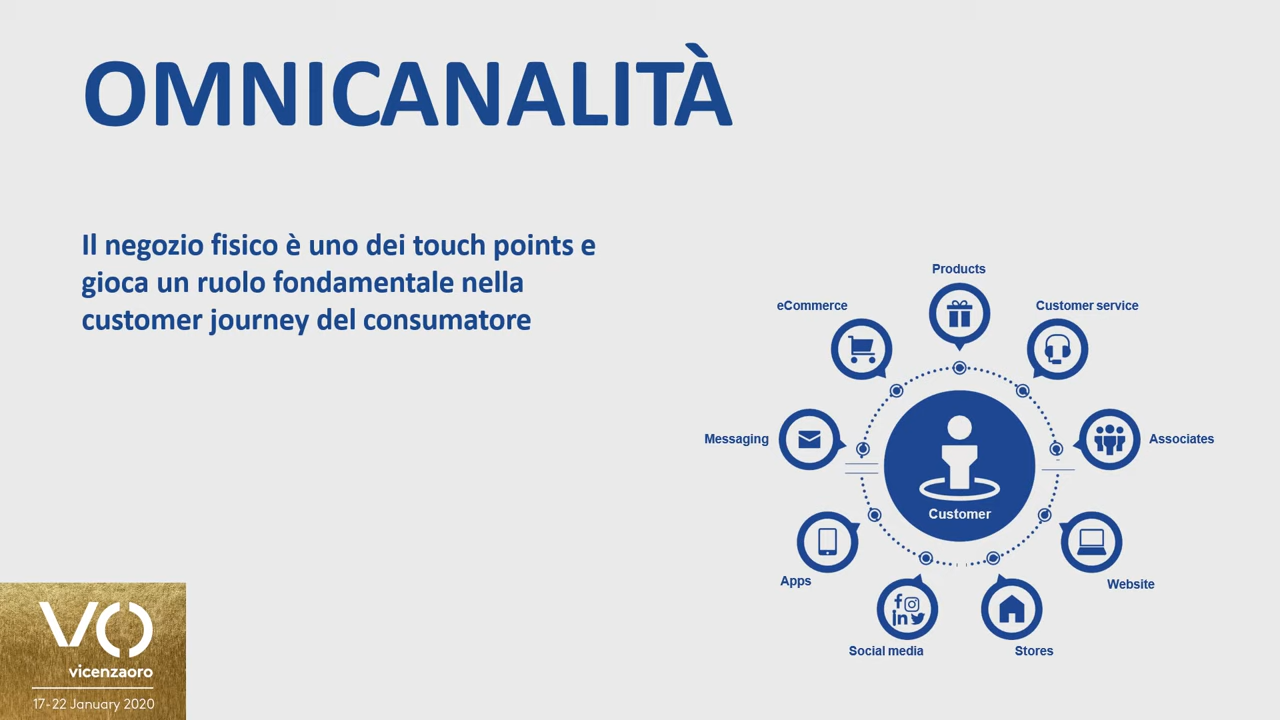 OMNICANALITÀ
Il negozio fisico è uno dei touch points e
gioca un ruolo fondamentale nella
customer journey del consumatore
Products
eCommerce
Customer service
Messaging
Associates
Customer
Apps
Website
Social media
Stores
VO
vicenzaoro
17-22 January 2020